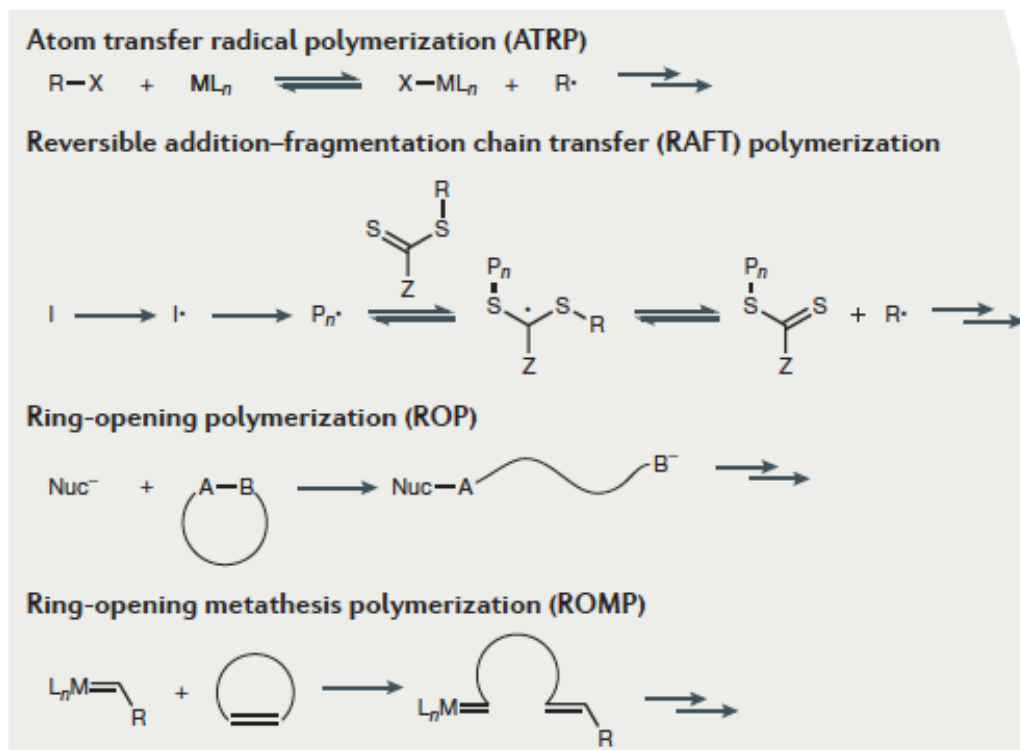 Atom transfer radical polymerization (ATRP)
R–X + MLn X–MLn + R•
Reversible addition–fragmentation chain transfer (RAFT) polymerization
R
S S
Z
Pn Pn
I I• Pn• S • S R S S + R•
Z Z
Ring-opening polymerization (ROP)
Nuc– + A–B Nuc–A B–
Ring-opening metathesis polymerization (ROMP)
LnM R + LnM R